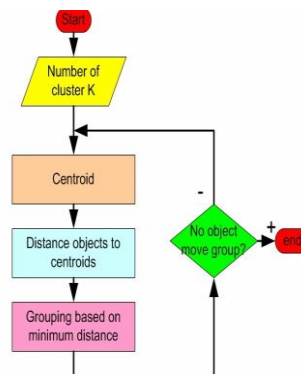 Start
Number of
cluster K
Centroid
-
No object
move group?
+
end
Distance objects to
centroids
Grouping based on
minimum distance